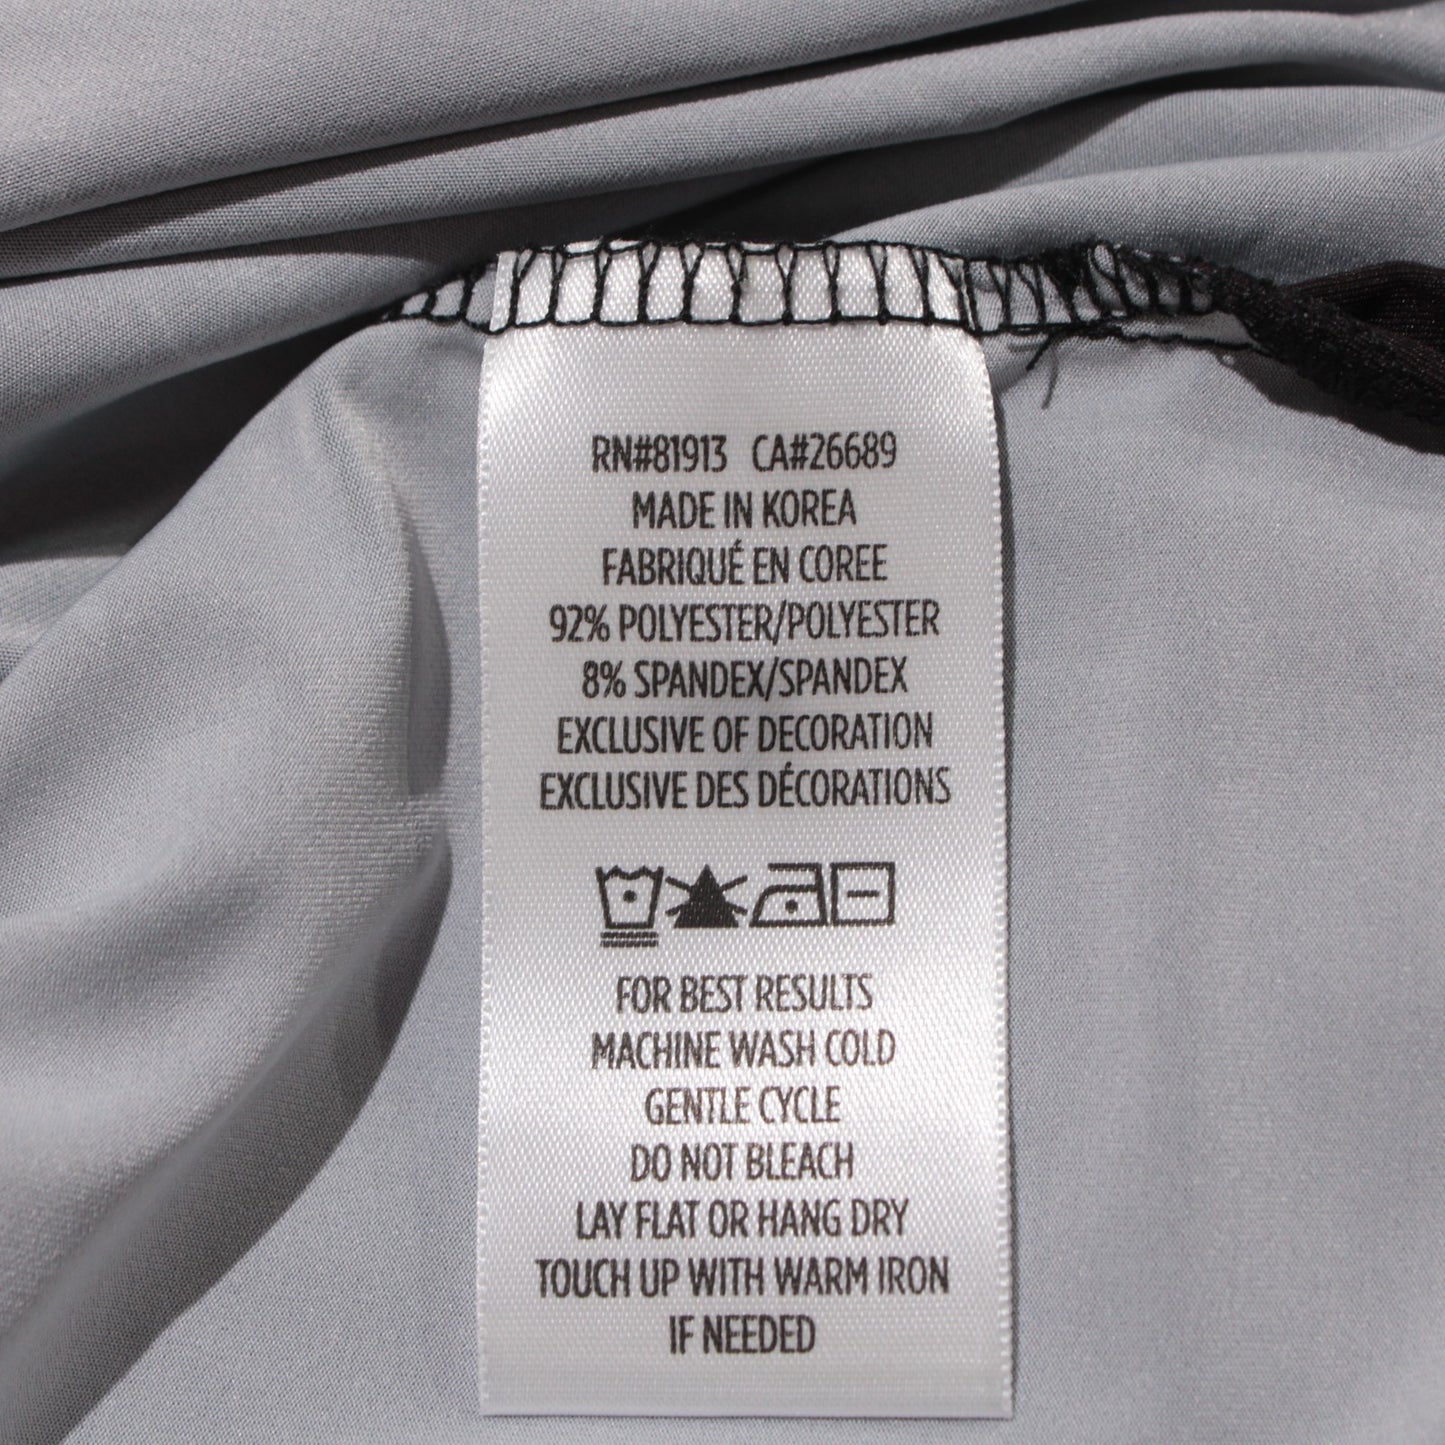 RN#81913 CA#26689
MADE IN KOREA
FABRIQUÉ EN COREE
92% POLYESTER/POLYESTER
8% SPANDEX/SPANDEX
EXCLUSIVE OF DECORATION
EXCLUSIVE DES DÉCORATIONS
FOR BEST RESULTS
MACHINE WASH COLD
GENTLE CYCLE
DO NOT BLEACH
LAY FLAT OR HANG DRY
TOUCH UP WITH WARM IRON
IF NEEDED